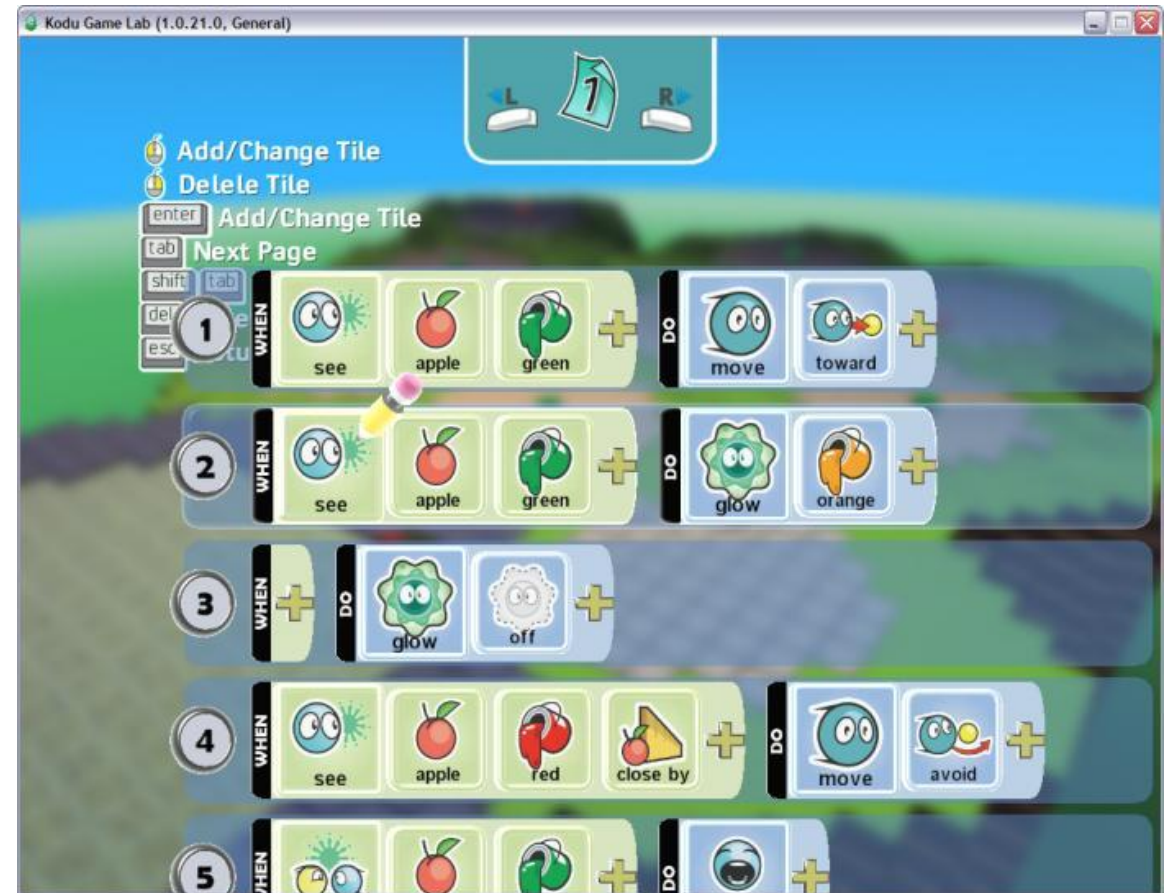 Kodu Game Lab (1.0.21.0, General)
L 1 R
Add/Change Tile
Delele Tile
enter Add/Change Tile
tab Next Page
shift tab
del
esc
1 WHEN see apple green DO move toward
2 WHEN see apple green DO glow orange
3 WHEN DO glow off
4 WHEN see apple red close by DO move avoid
5 WHEN DO